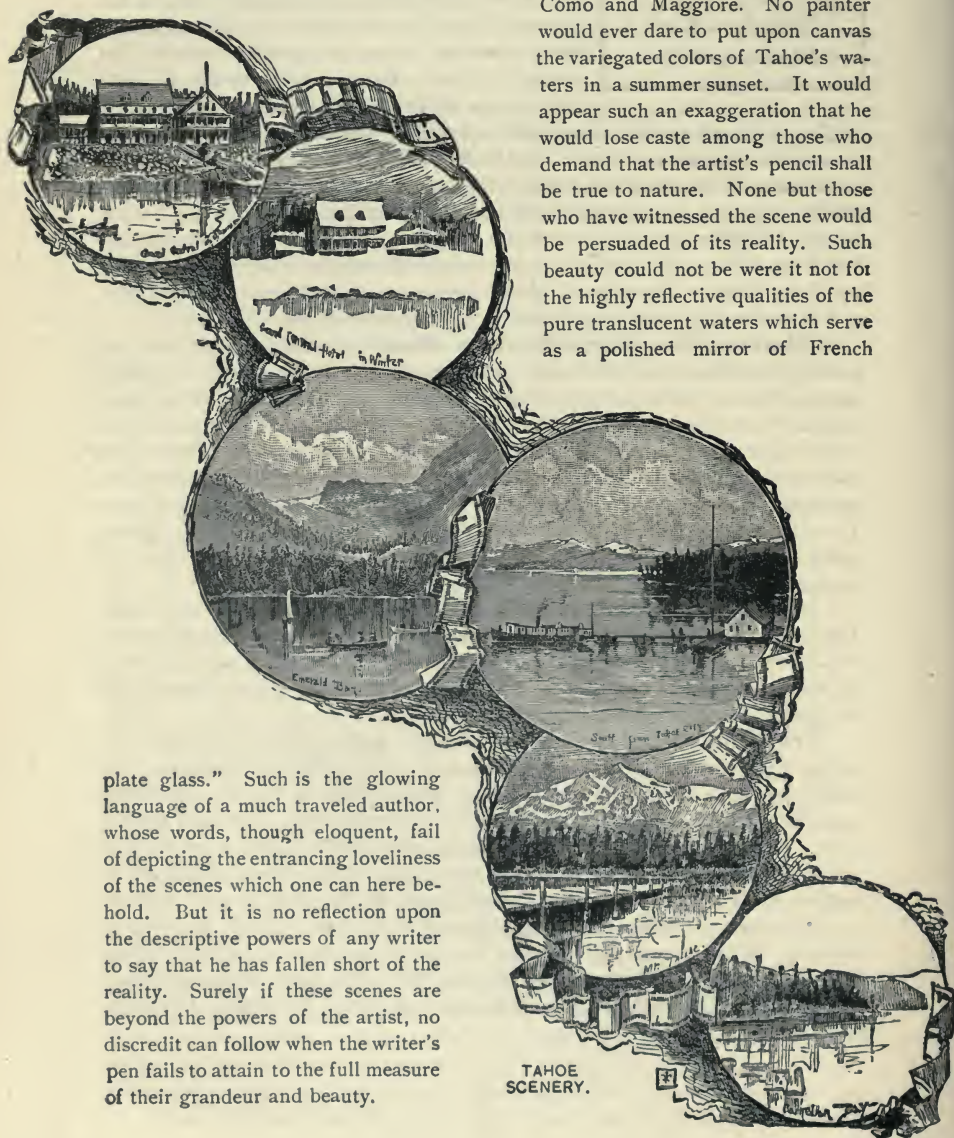 Como and Maggiore. No painter
would ever dare to put upon canvas
the variegated colors of Tahoe's wa-
ters in a summer sunset. It would
appear such an exaggeration that he
would lose caste among those who
demand that the artist's pencil shall
be true to nature. None but those
who have witnessed the scene would
be persuaded of its reality. Such
beauty could not be were it not for
the highly reflective qualities of the
pure translucent waters which serve
as a polished mirror of French
Hotel in Winter
Emerald Bay.
from Tahoe City
Mt.
plate glass." Such is the glowing
language of a much traveled author,
whose words, though eloquent, fail
of depicting the entrancing loveliness
of the scenes which one can here be-
hold. But it is no reflection upon
the descriptive powers of any writer
to say that he has fallen short of the
reality. Surely if these scenes are
beyond the powers of the artist, no
discredit can follow when the writer's
pen fails to attain to the full measure
of their grandeur and beauty.
TAHOE
SCENERY.